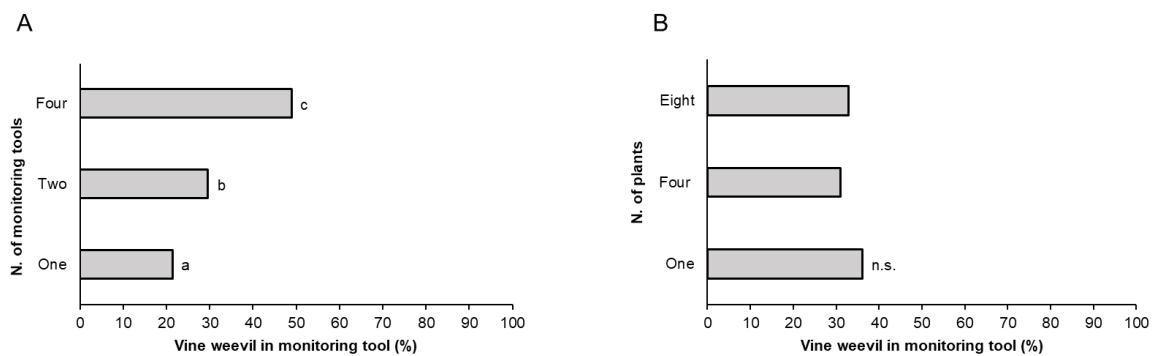 A
N. of monitoring tools
Four
c
Two
b
One
a
0 10 20 30 40 50 60 70 80 90 100
Vine weevil in monitoring tool (%)
B
N. of plants
Eight
Four
One
n.s.
0 10 20 30 40 50 60 70 80 90 100
Vine weevil in monitoring tool (%)